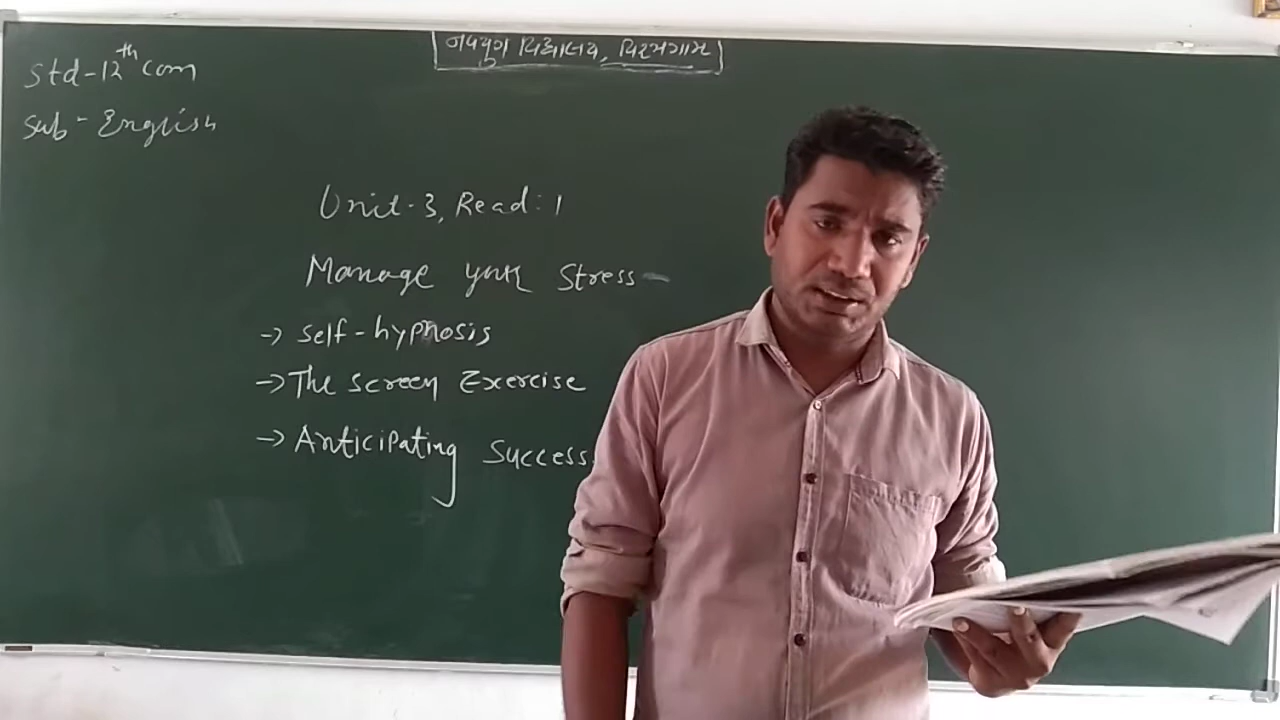 નવયુગ વિદ્યાલય, વિરમગામ
Std-12th com
Sub- English
Unit-3, Read:1
Manage your Stress-
→ Self-hypnosis
→ The Screen Exercise
→ Anticipating Success.